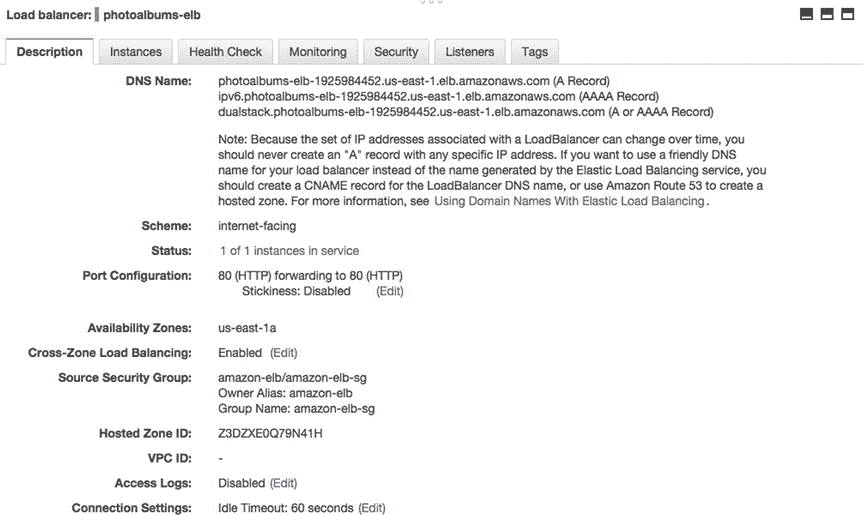 Load balancer: photoalbums-elb
Description Instances Health Check Monitoring Security Listeners Tags
DNS Name: photoalbums-elb-1925984452.us-east-1.elb.amazonaws.com (A Record)
ipv6.photoalbums-elb-1925984452.us-east-1.elb.amazonaws.com (AAAA Record)
dualstack.photoalbums-elb-1925984452.us-east-1.elb.amazonaws.com (A or AAAA Record)
Note: Because the set of IP addresses associated with a LoadBalancer can change over time, you
should never create an "A" record with any specific IP address. If you want to use a friendly DNS
name for your load balancer instead of the name generated by the Elastic Load Balancing service, you
should create a CNAME record for the LoadBalancer DNS name, or use Amazon Route 53 to create a
hosted zone. For more information, see Using Domain Names With Elastic Load Balancing.
Scheme: internet-facing
Status: 1 of 1 instances in service
Port Configuration: 80 (HTTP) forwarding to 80 (HTTP)
Stickiness: Disabled (Edit)
Availability Zones: us-east-1a
Cross-Zone Load Balancing: Enabled (Edit)
Source Security Group: amazon-elb/amazon-elb-sg
Owner Alias: amazon-elb
Group Name: amazon-elb-sg
Hosted Zone ID: Z3DZXE0Q79N41H
VPC ID: -
Access Logs: Disabled (Edit)
Connection Settings: Idle Timeout: 60 seconds (Edit)